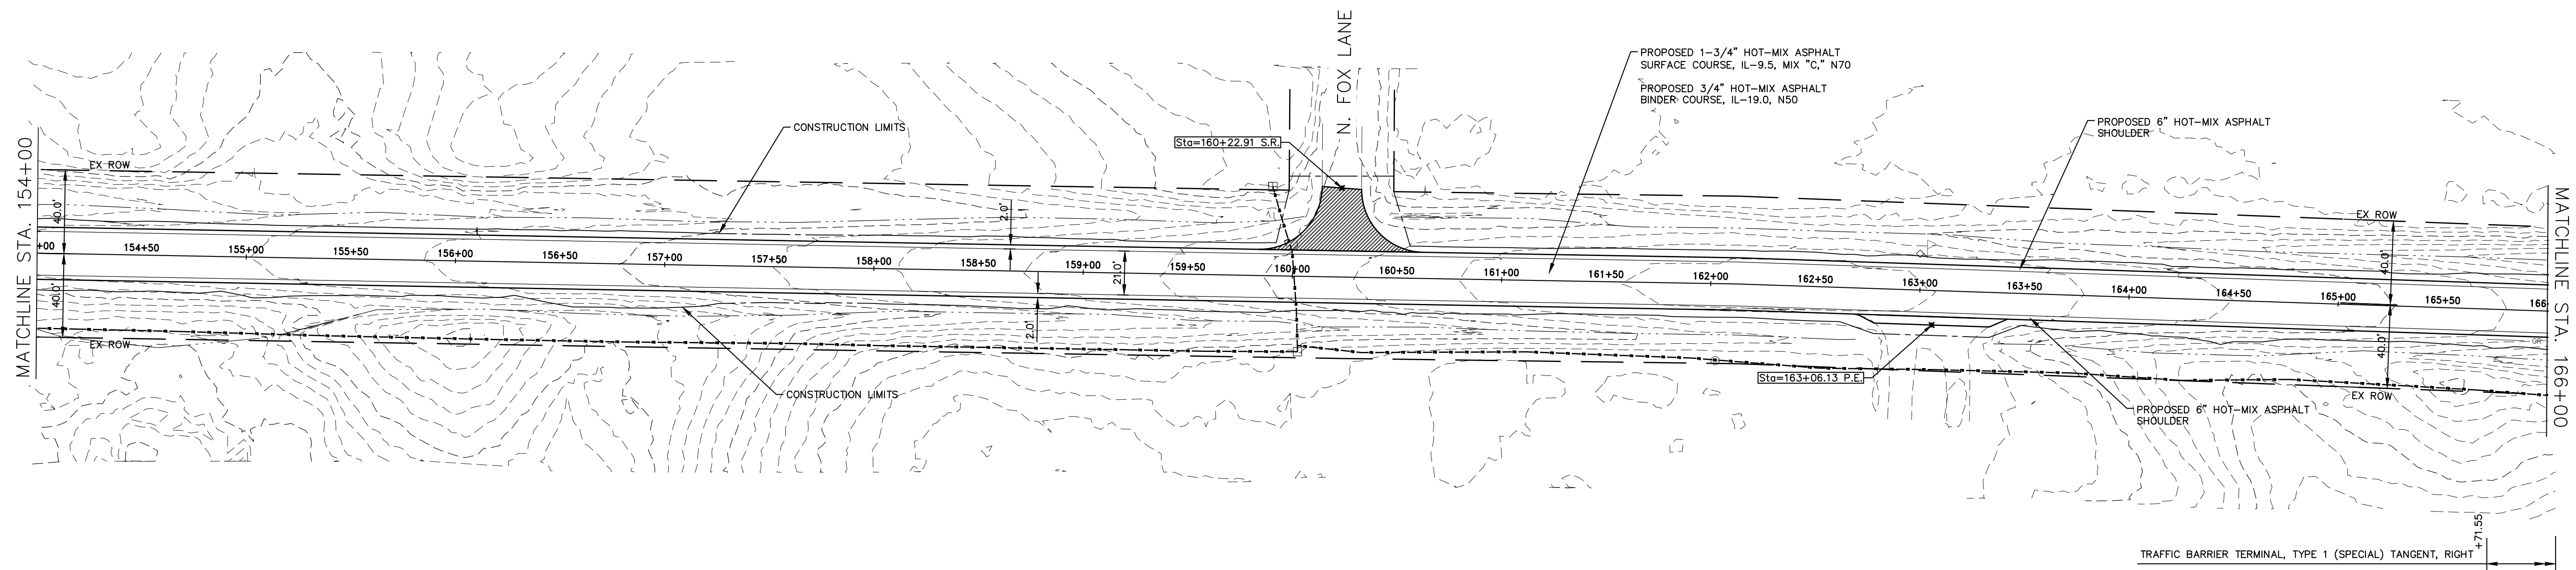 MATCHLINE STA. 154+00
N. FOX LANE
PROPOSED 1-3/4" HOT-MIX ASPHALT
SURFACE COURSE, IL-9.5, MIX "C," N70
PROPOSED 3/4" HOT-MIX ASPHALT
BINDER COURSE, IL-19.0, N50
CONSTRUCTION LIMITS
Sta=160+22.91 S.R.
PROPOSED 6" HOT-MIX ASPHALT
SHOULDER
EX ROW
EX ROW
40.0'
2.0'
40.0'
+00
154+50
155+00
155+50
156+00
156+50
157+00
157+50
158+00
158+50
159+00
159+50
160+00
160+50
161+00
161+50
162+00
162+50
163+00
163+50
164+00
164+50
165+00
165+50
166
40.0'
21.0'
2.0'
40.0'
GR
EX ROW
Sta=163+06.13 P.E.
CONSTRUCTION LIMITS
EX ROW
PROPOSED 6" HOT-MIX ASPHALT
SHOULDER
MATCHLINE STA. 166+00
+71.55
TRAFFIC BARRIER TERMINAL, TYPE 1 (SPECIAL) TANGENT, RIGHT